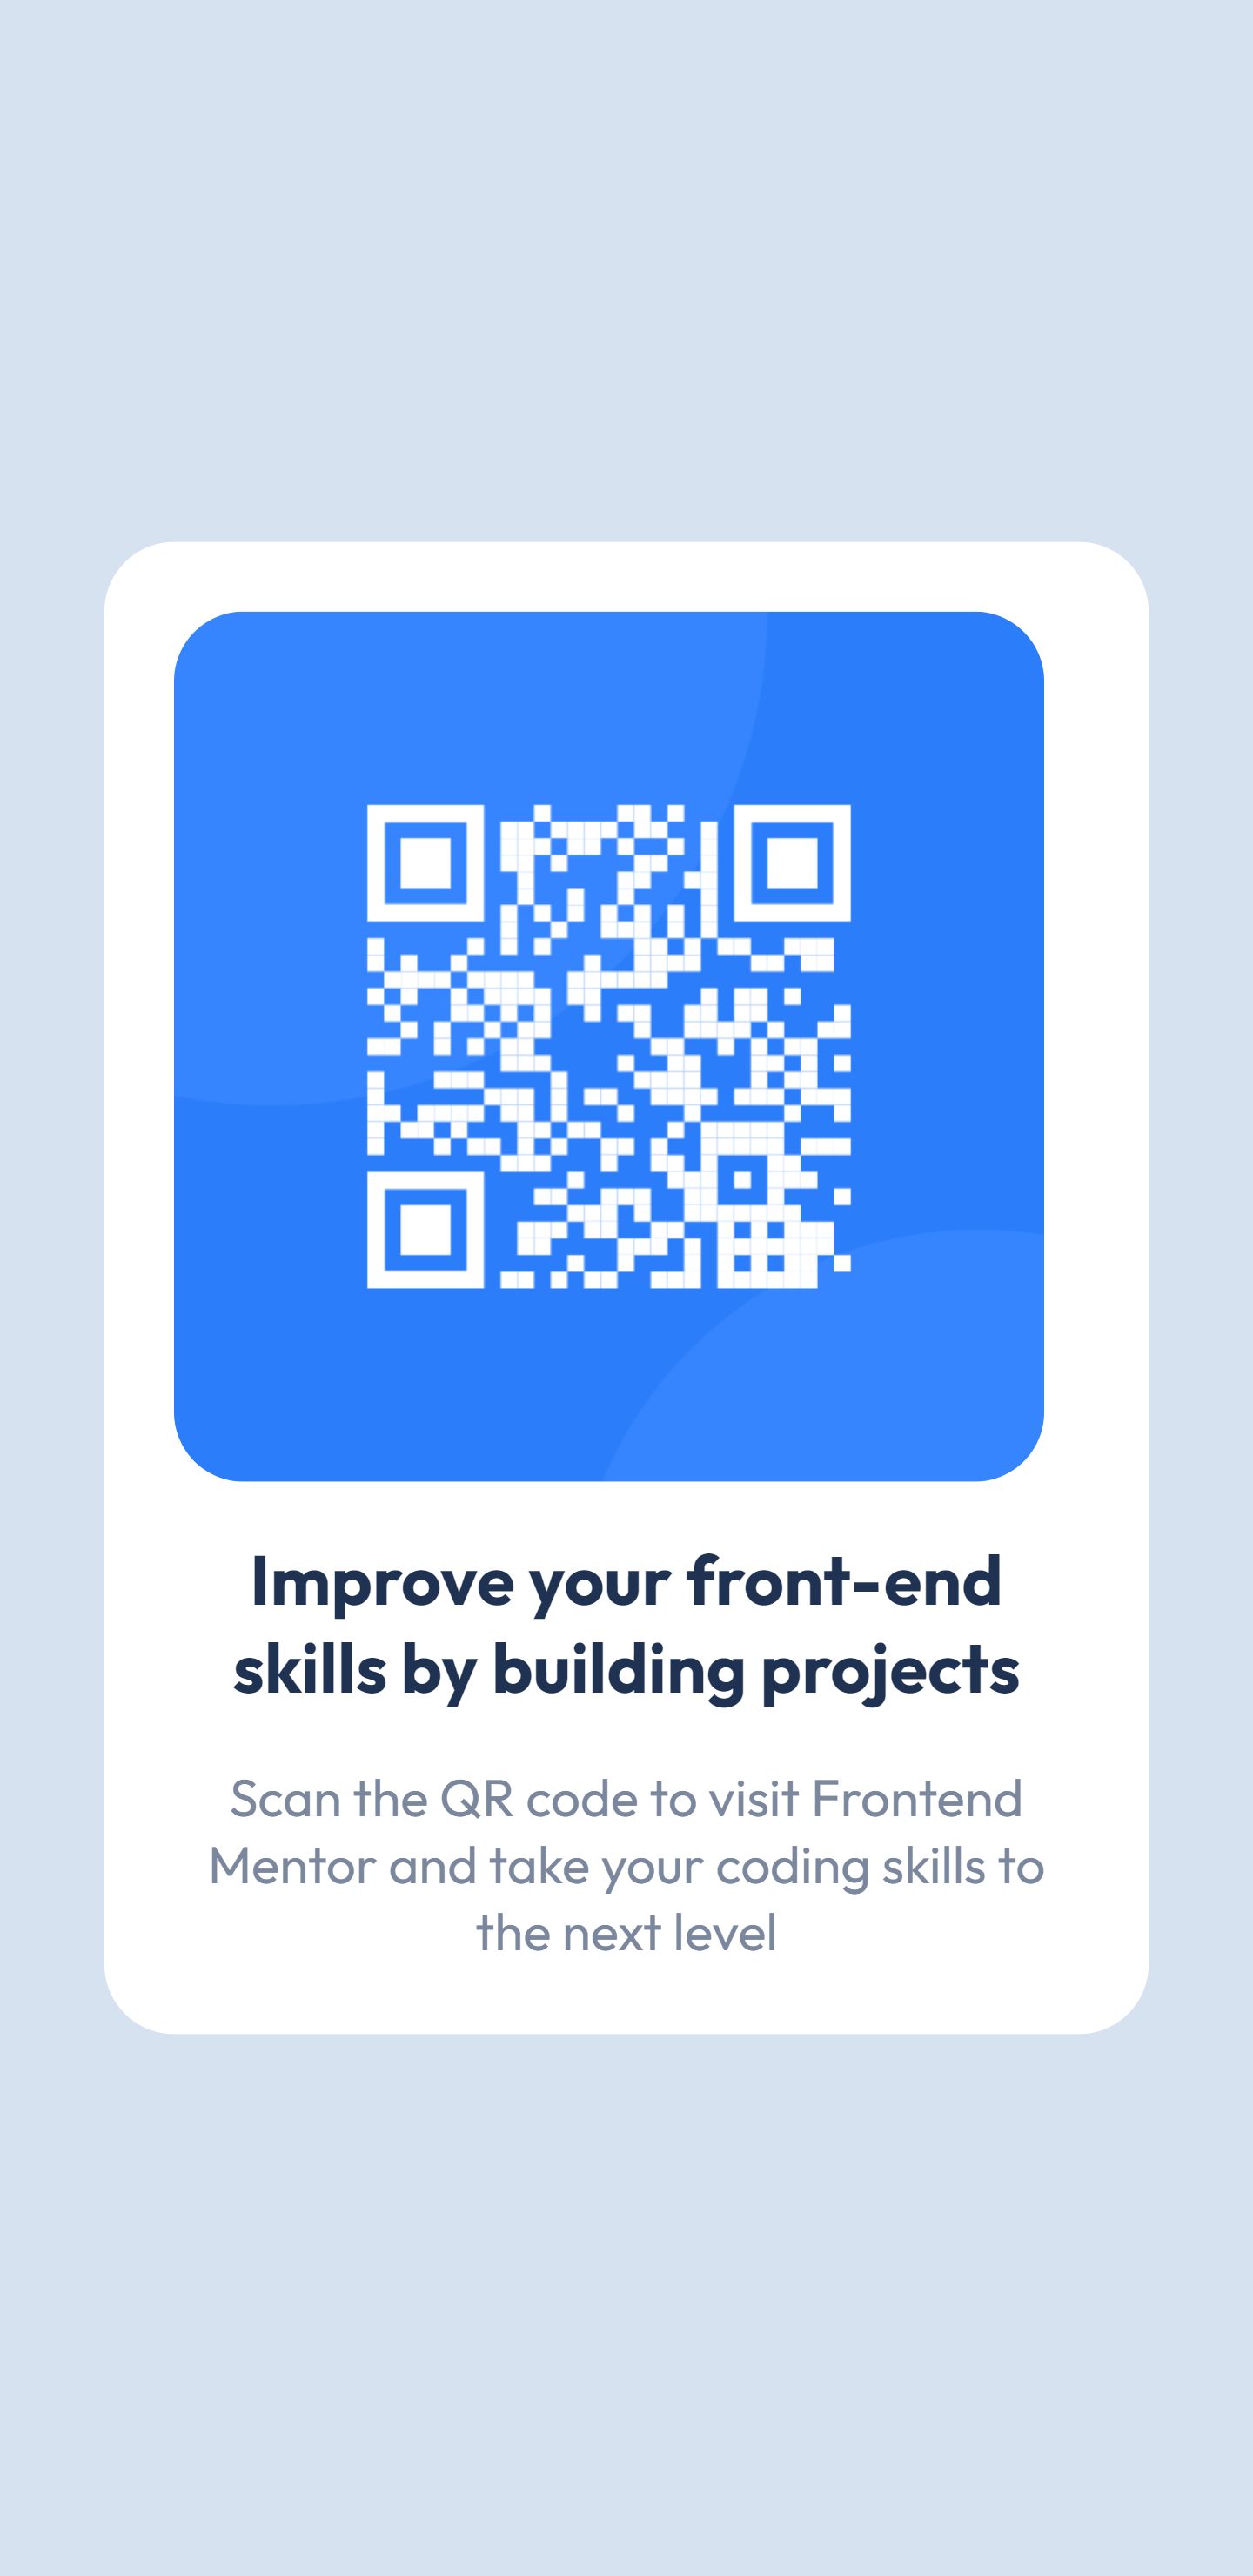 Improve your front-end
skills by building projects
Scan the QR code to visit Frontend
Mentor and take your coding skills to
the next level